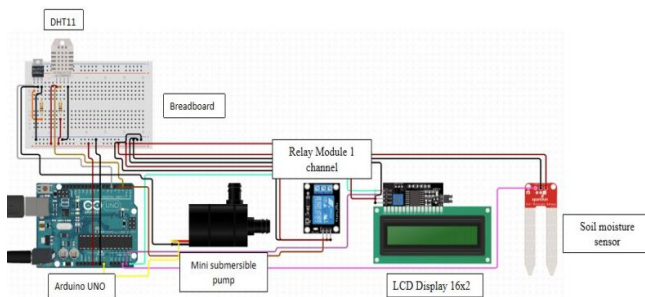 DHT11
Breadboard
Relay Module 1
channel
Soil moisture
sensor
Mini submersible
pump
Arduino UNO
LCD Display 16x2